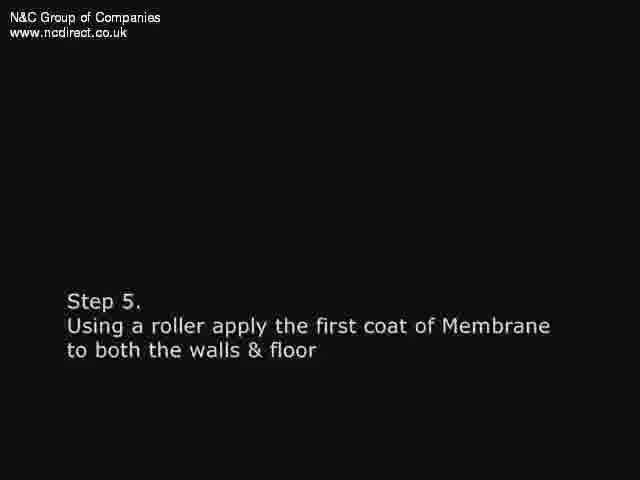 N&C Group of Companies
www.ncdirect.co.uk
Step 5.
Using a roller apply the first coat of Membrane
to both the walls & floor